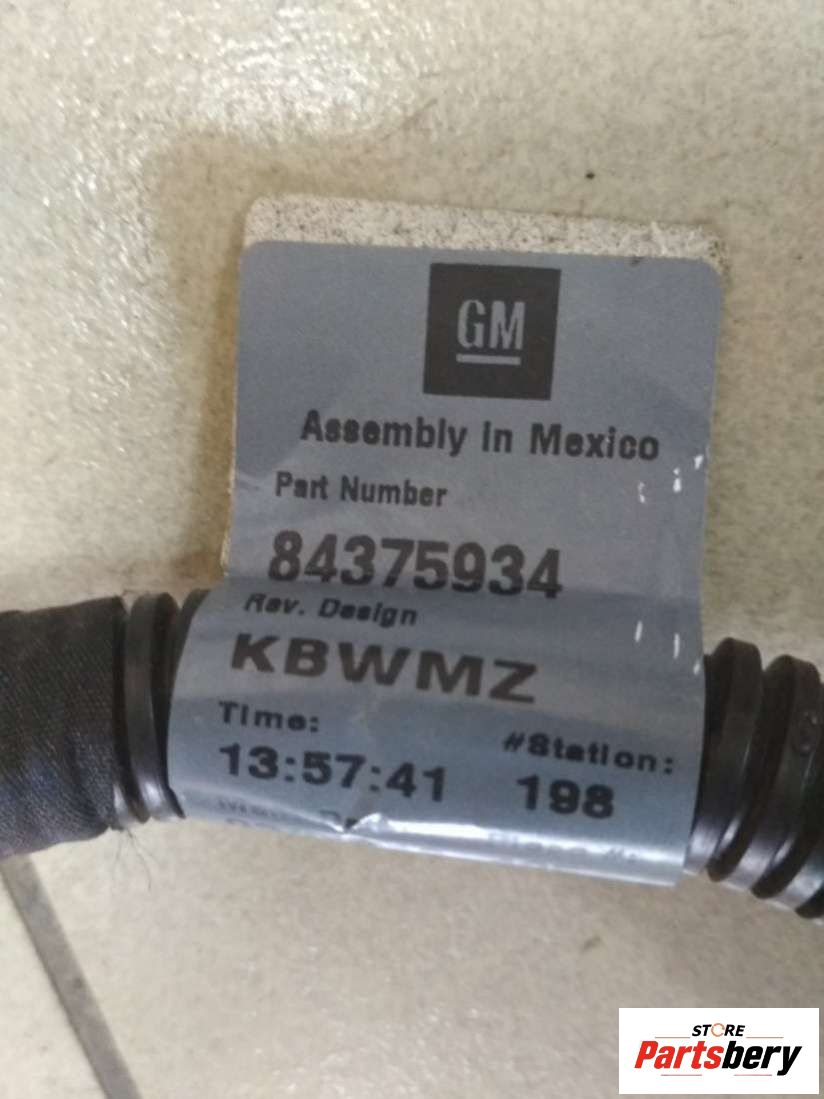 GM
Assembly In Mexico
Part Number
84375934
Rev. Design
KBWMZ
Time: #Station:
13:57:41 198
STORE
Partsbery